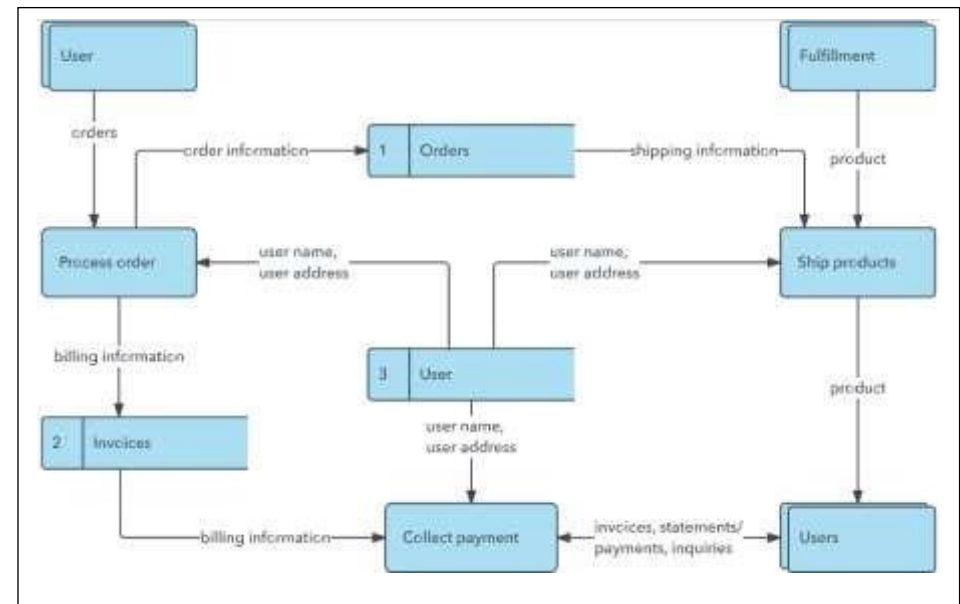 User
Fulfillment
orders
order information
1 Orders
shipping information
product
Process order
user name,
user address
user name,
user address
Ship products
billing information
3 User
product
2 Invoices
user name,
user address
billing information
Collect payment
invoices, statements/
payments, inquiries
Users